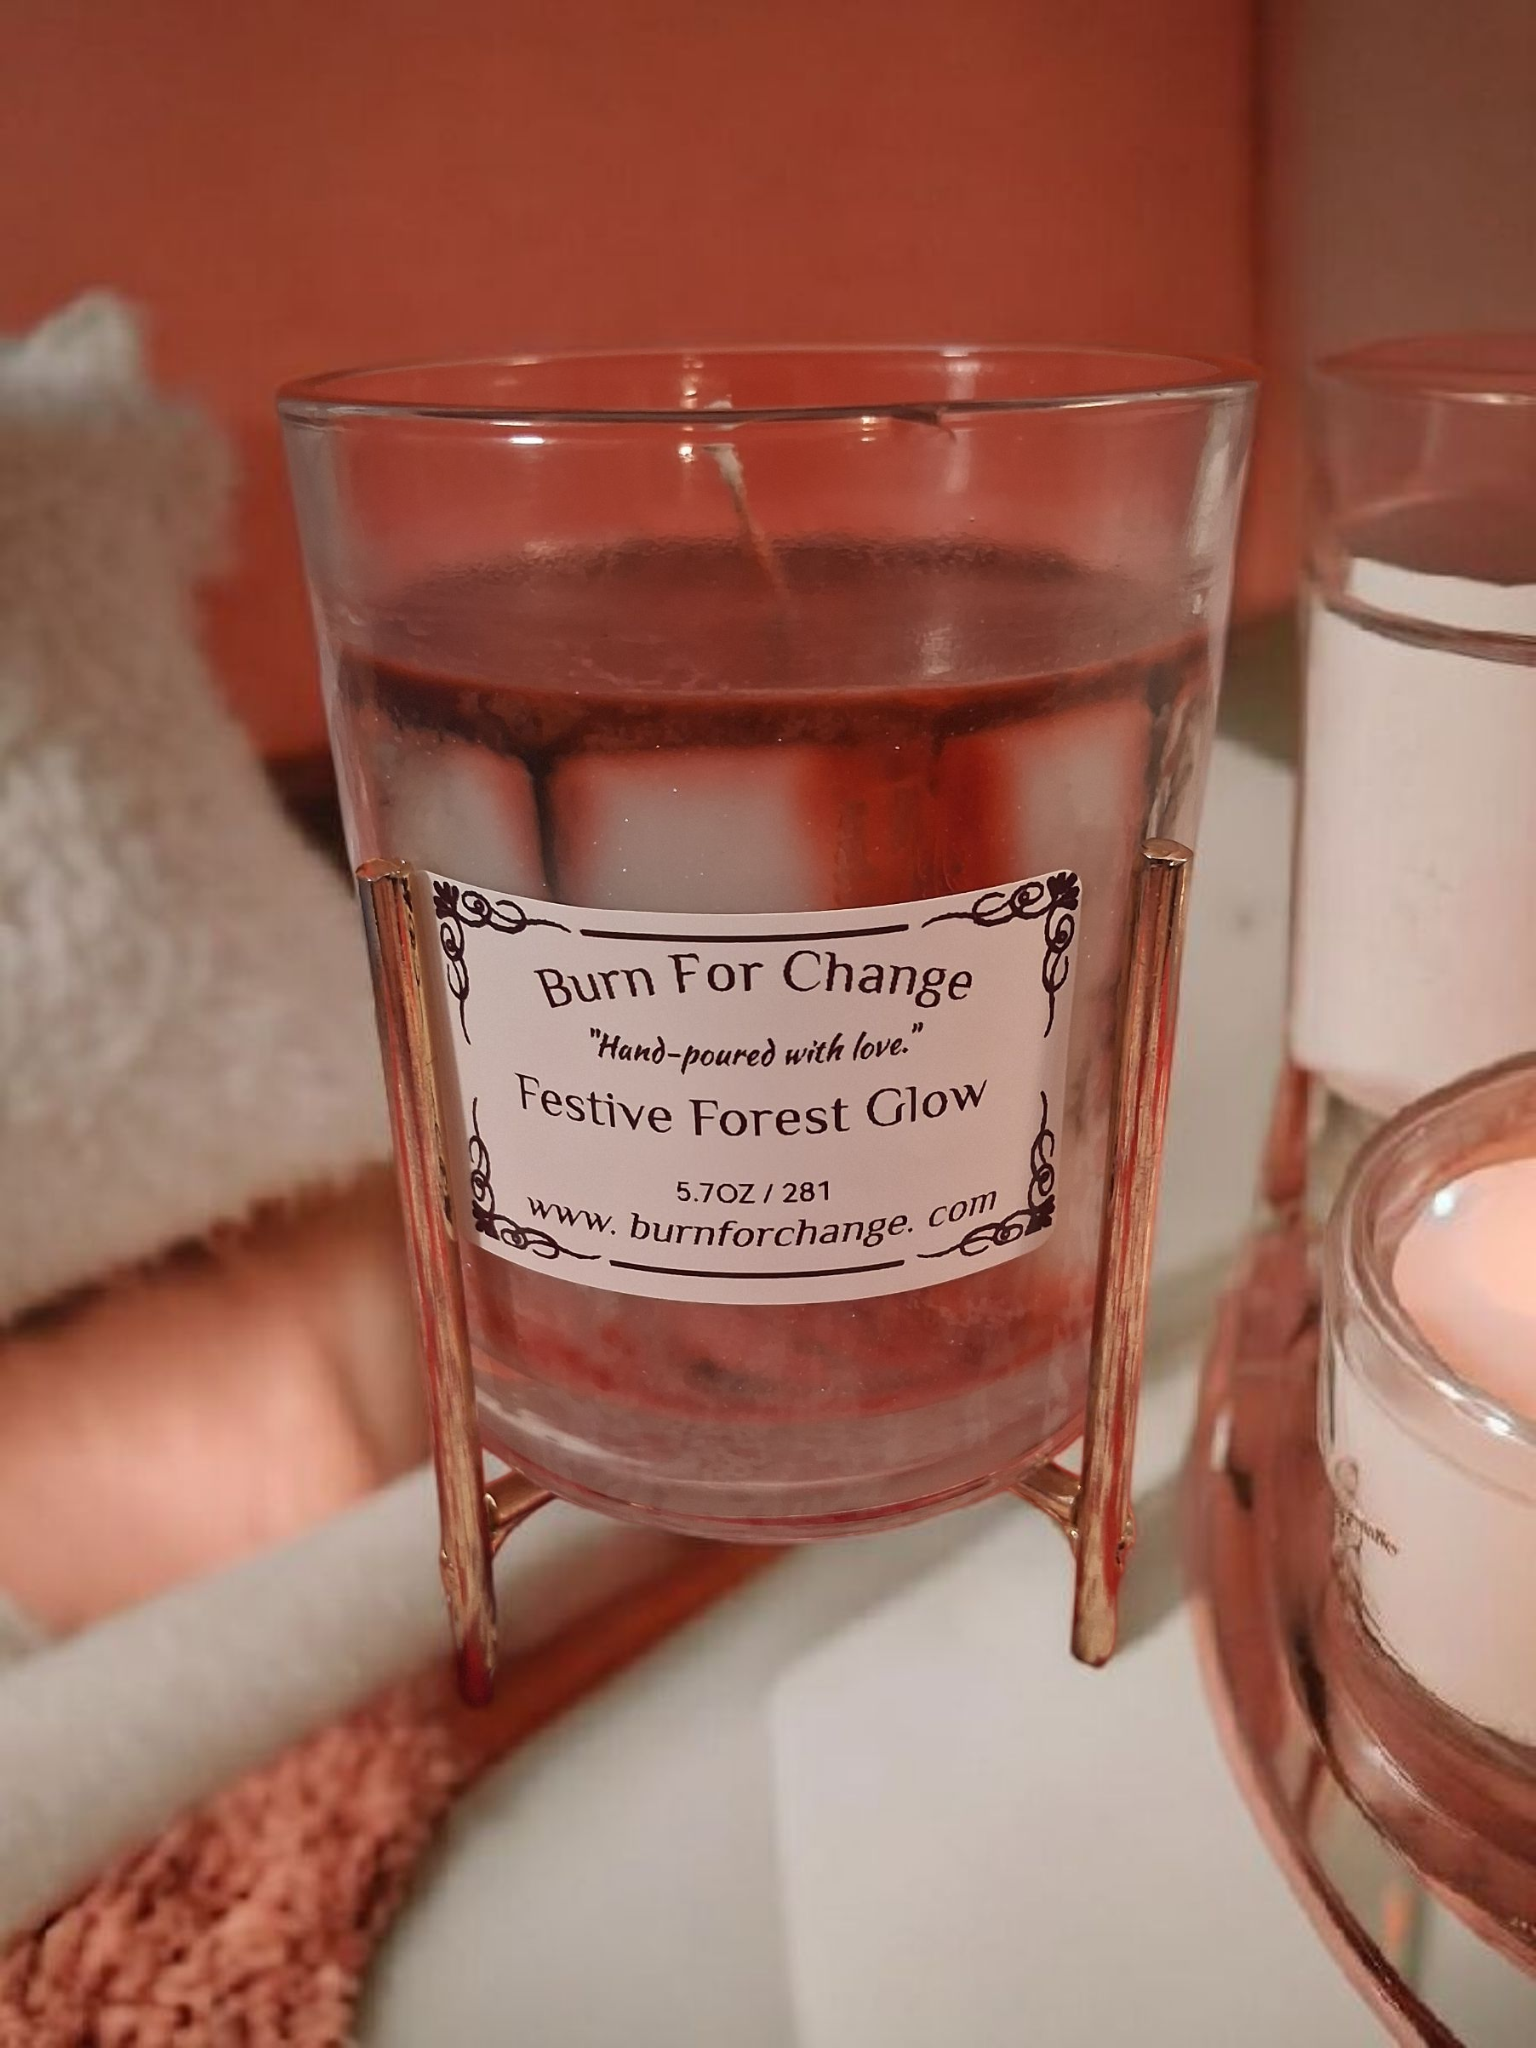 Burn For Change
"Hand-poured with love."
Festive Forest Glow
5.7OZ / 281
www. burnforchange. com